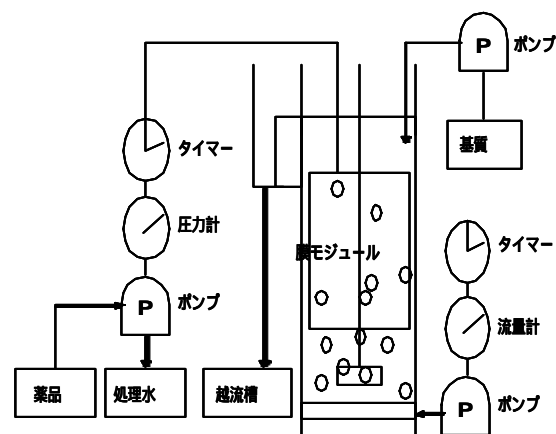 P
ポンプ
基質
タイマー
圧力計
P
ポンプ
薬品
処理水
越流槽
膜モジュール
タイマー
流量計
P
ポンプ